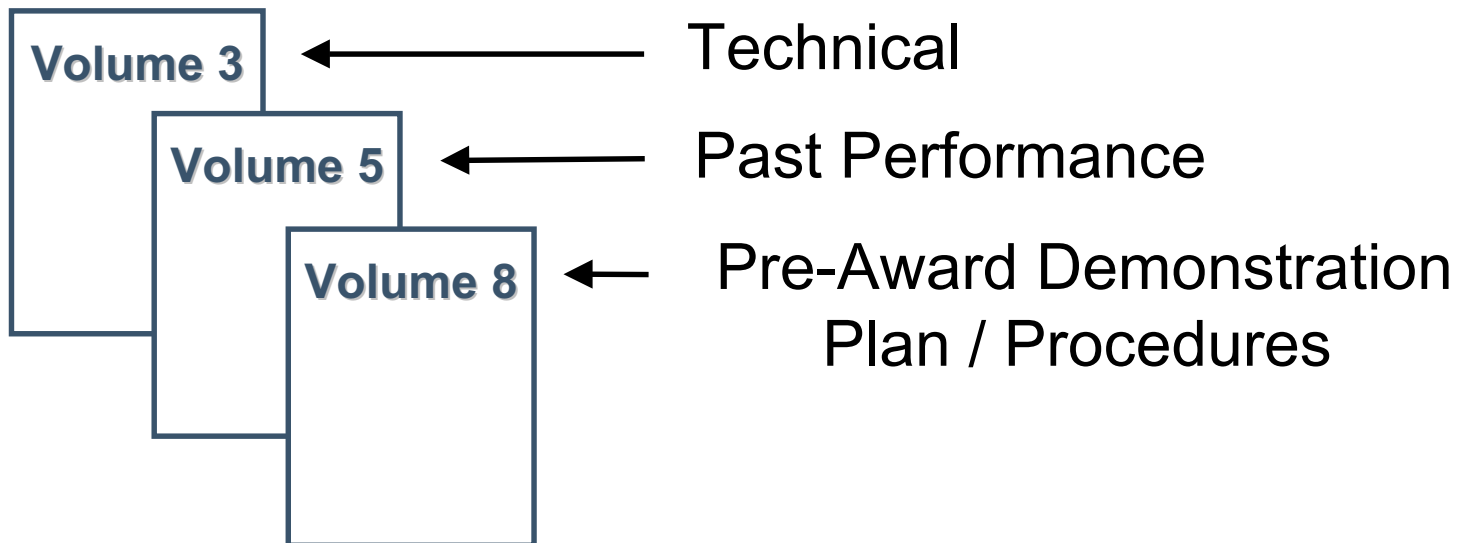 Volume 3
Technical
Volume 5
Past Performance
Volume 8
Pre-Award Demonstration
Plan / Procedures